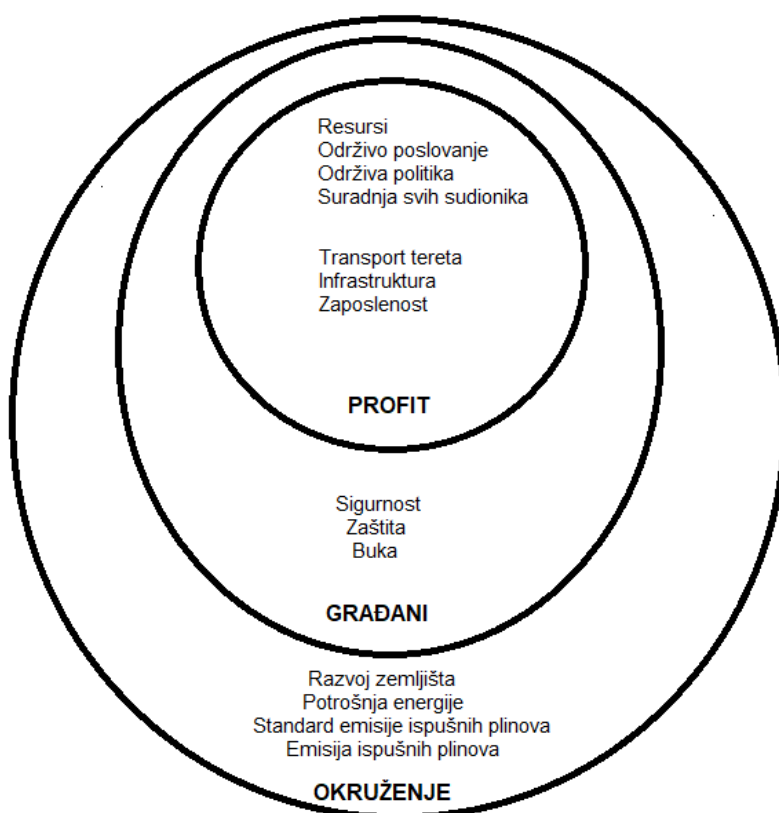 Resursi
Održivo poslovanje
Održiva politika
Suradnja svih sudionika
Transport tereta
Infrastruktura
Zaposlenost
PROFIT
Sigurnost
Zaštita
Buka
GRAĐANI
Razvoj zemljišta
Potrošnja energije
Standard emisije ispušnih plinova
Emisija ispušnih plinova
OKRUŽENJE